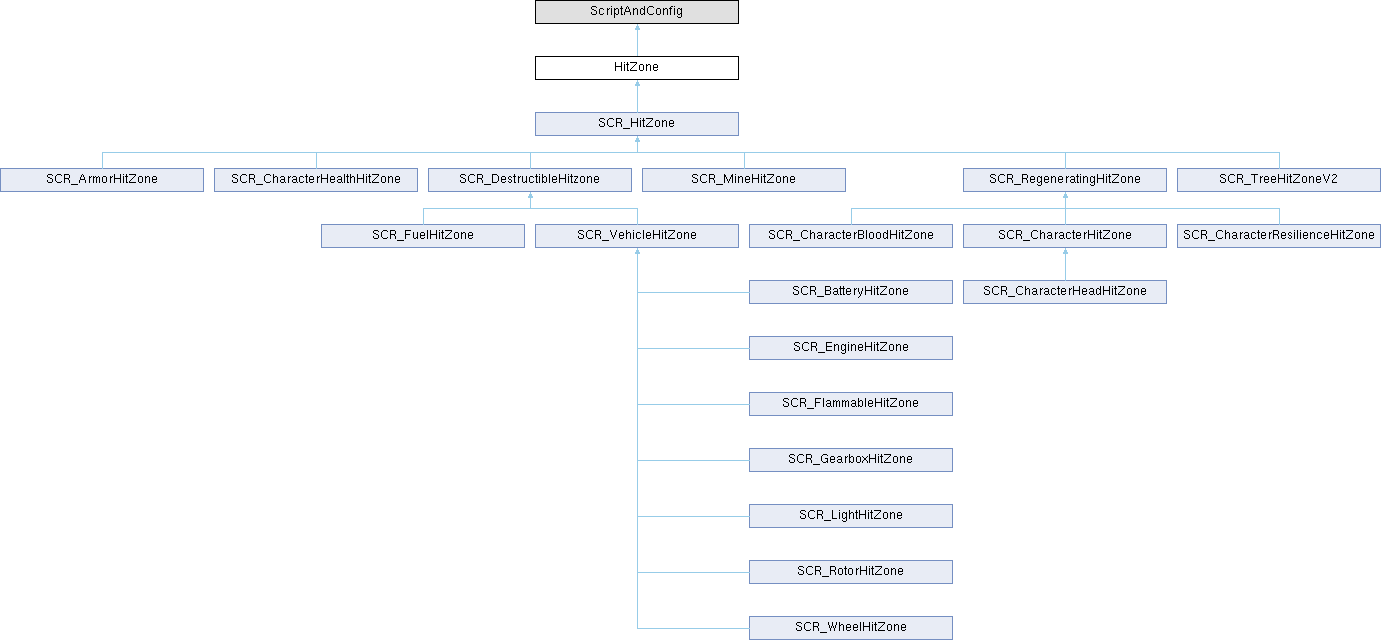 ScriptAndConfig
HitZone
SCR_HitZone
SCR_ArmorHitZone
SCR_CharacterHealthHitZone
SCR_DestructibleHitzone
SCR_MineHitZone
SCR_RegeneratingHitZone
SCR_TreeHitZoneV2
SCR_FuelHitZone
SCR_VehicleHitZone
SCR_CharacterBloodHitZone
SCR_CharacterHitZone
SCR_CharacterResilienceHitZone
SCR_BatteryHitZone
SCR_CharacterHeadHitZone
SCR_EngineHitZone
SCR_FlammableHitZone
SCR_GearboxHitZone
SCR_LightHitZone
SCR_RotorHitZone
SCR_WheelHitZone